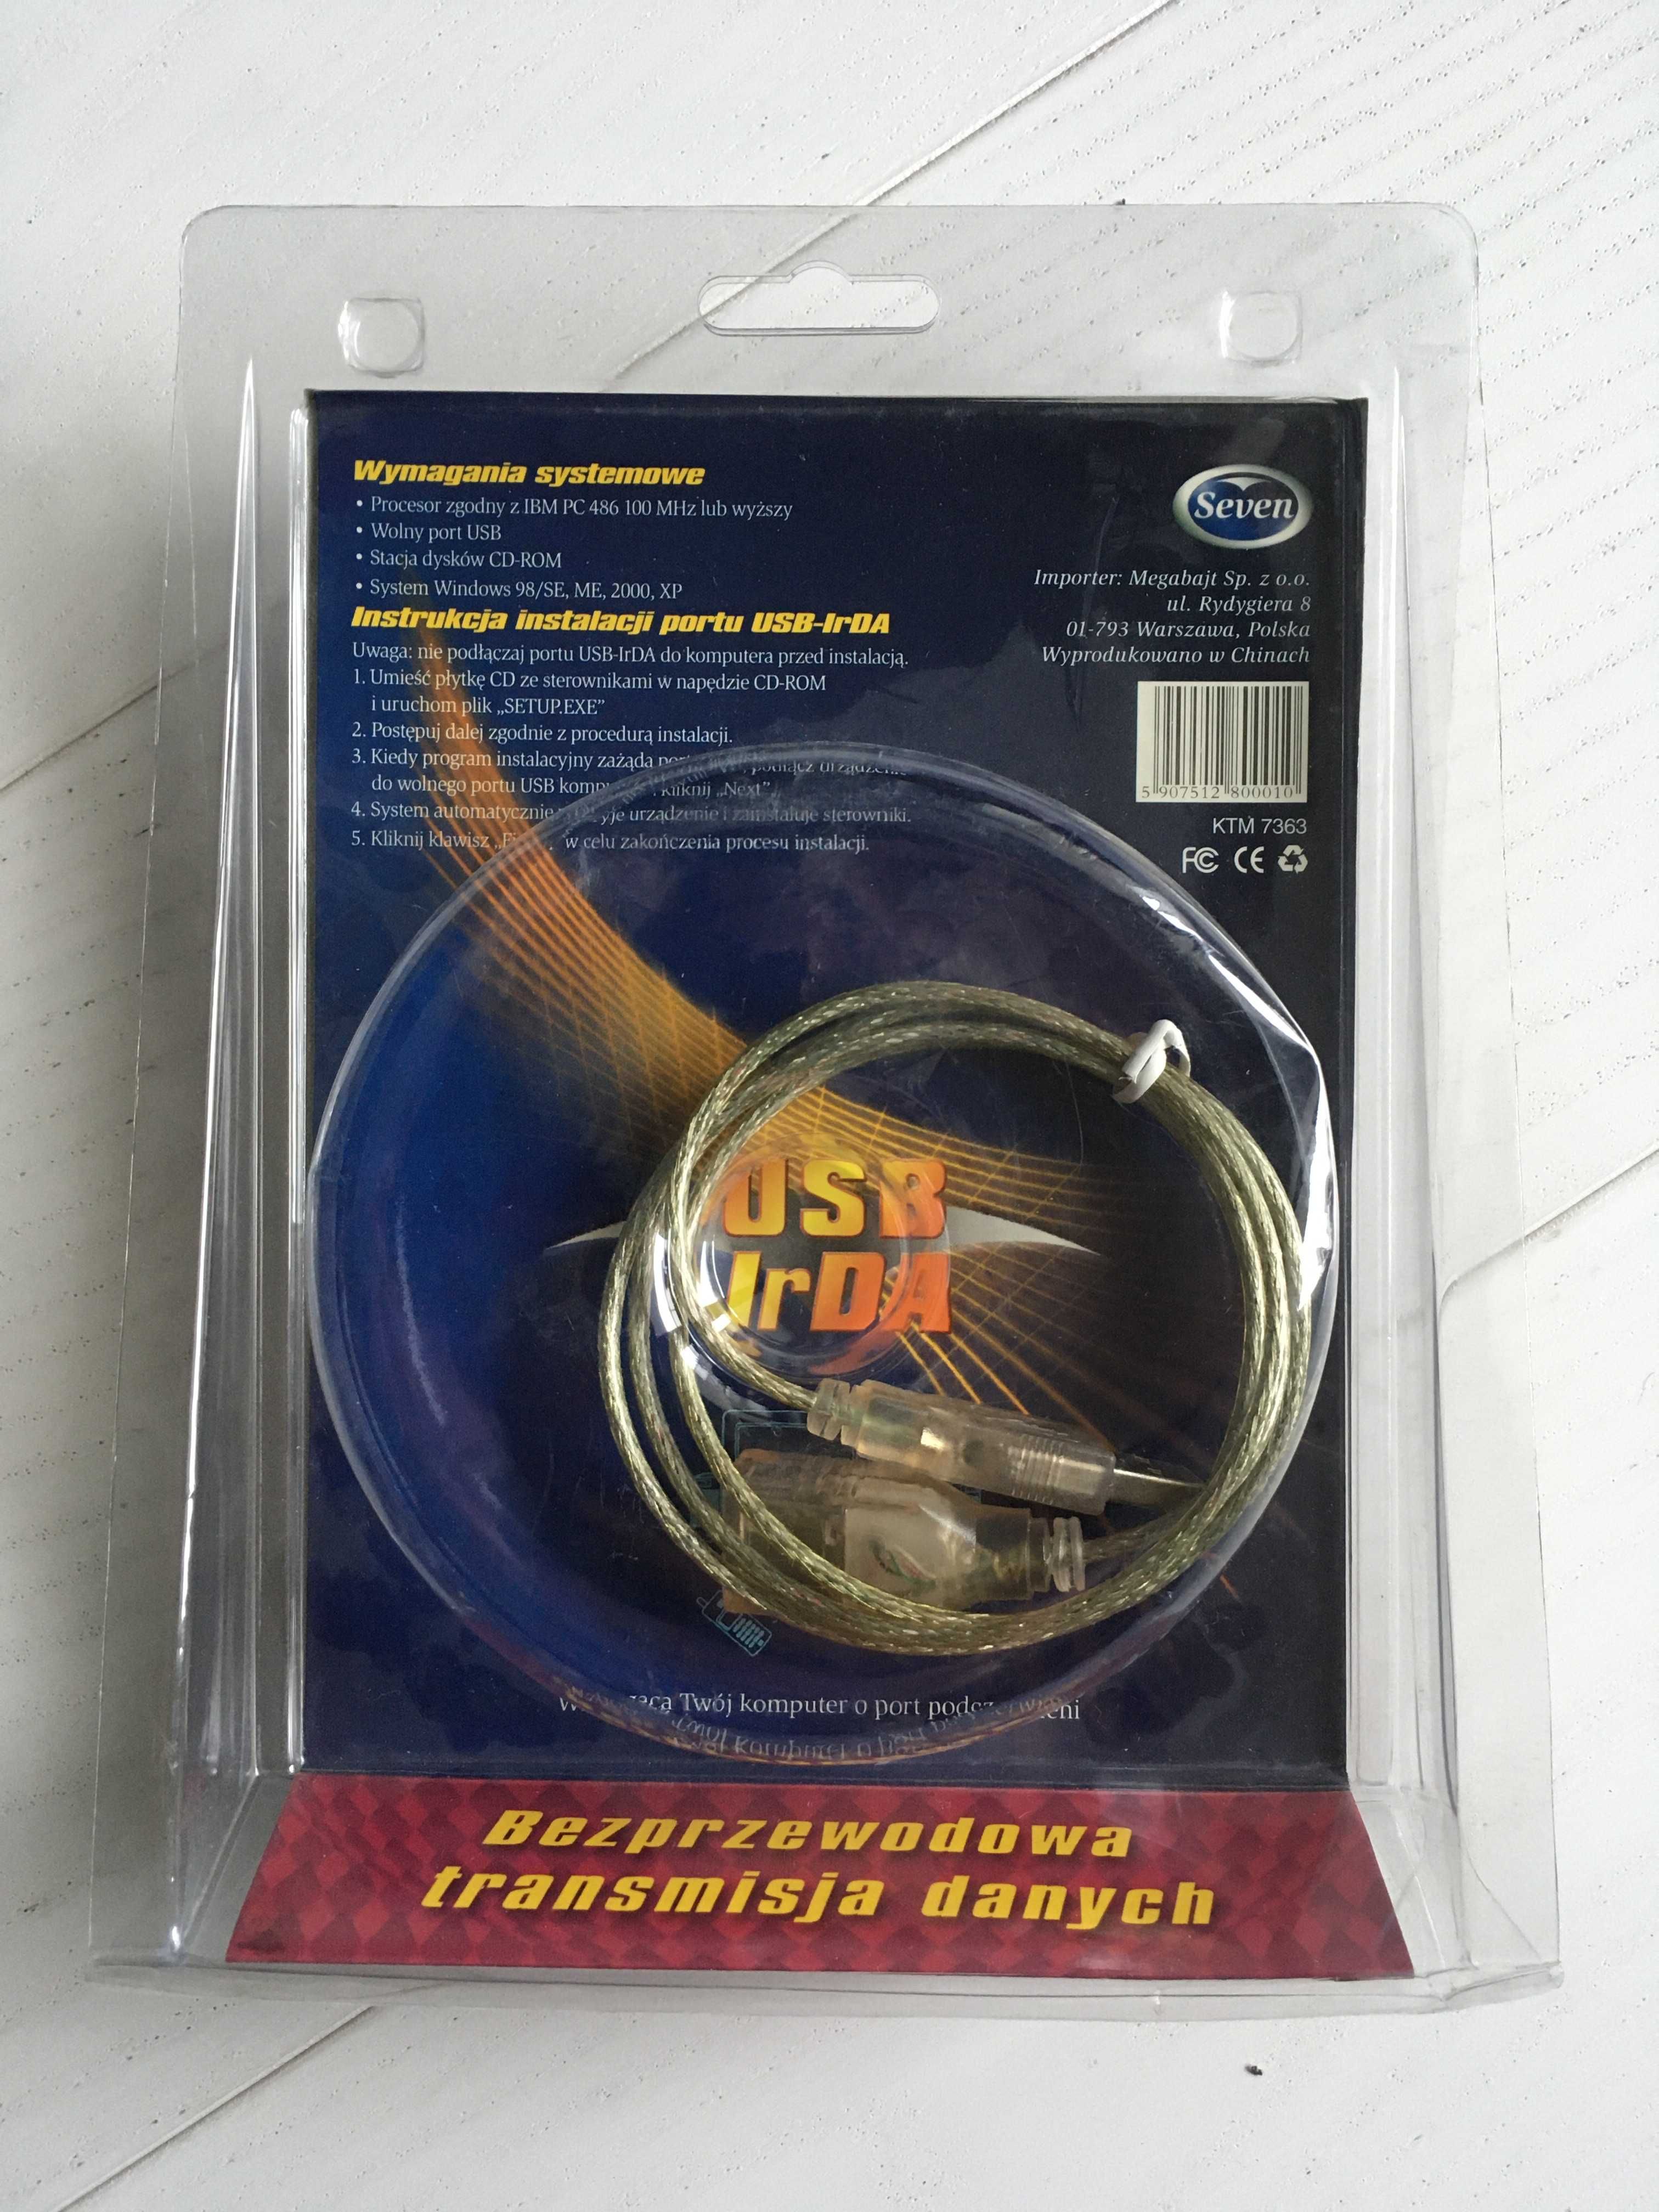 Wymagania systemowe
• Procesor zgodny z IBM PC 486 100 MHz lub wyższy
• Wolny port USB
• Stacja dysków CD-ROM
• System Windows 98/SE, ME, 2000, XP
Instrukcja instalacji portu USB-IrDA
Uwaga: nie podłączaj portu USB-IrDA do komputera przed instalacją.
1. Umieść płytkę CD ze sterownikami w napędzie CD-ROM
i uruchom plik „SETUP.EXE”
2. Postępuj dalej zgodnie z procedurą instalacji.
3. Kiedy program instalacyjny zażąda podłącz urządzenie
do wolnego portu USB kliknij „Next”
4. System automatycznie urządzenie i zainstaluje sterowniki.
5. Kliknij klawisz w celu zakończenia procesu instalacji.
Seven
Importer: Megabajt Sp. z o.o.
ul. Rydygiera 8
01-793 Warszawa, Polska
Wyprodukowano w Chinach
5 907512 800010
KTM 7363
FC CE
USB
IrDA
Twój komputer o port podczerwieni
Bezprzewodowa
transmisja danych